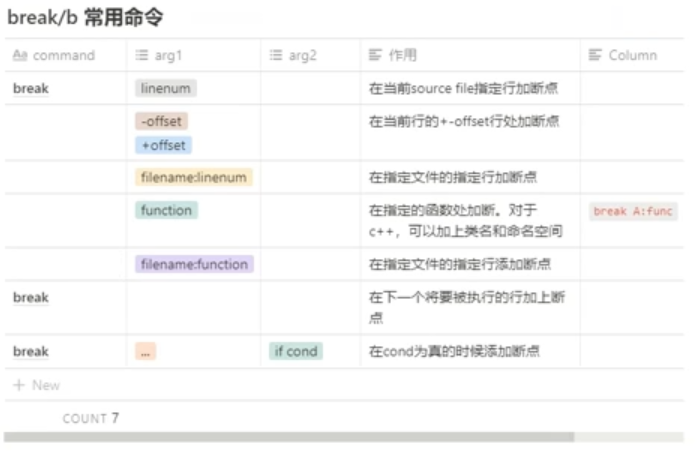 break/b 常用命令
Aa command arg1 arg2 作用 Column
break linenum 在当前source file指定行加断点
-offset 在当前行的+-offset行处加断点
+offset
filename:linenum 在指定文件的指定行加断点
function 在指定的函数处加断。对于 break A:func
c++，可以加上类名和命名空间
filename:function 在指定文件的指定行添加断点
break 在下一个将要被执行的行加上断
点
break ... if cond 在cond为真的时候添加断点
+ New
COUNT 7